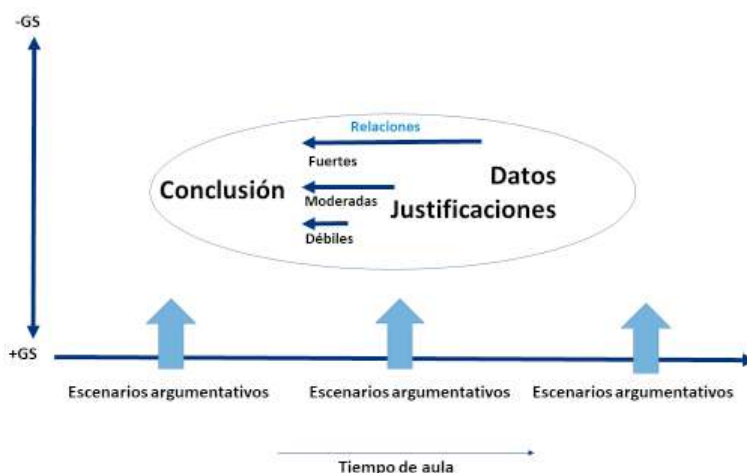 -GS
Relaciones
Fuertes
Conclusión
Datos
Moderadas
Justificaciones
Débiles
+GS
Escenarios argumentativos
Escenarios argumentativos
Escenarios argumentativos
Tiempo de aula